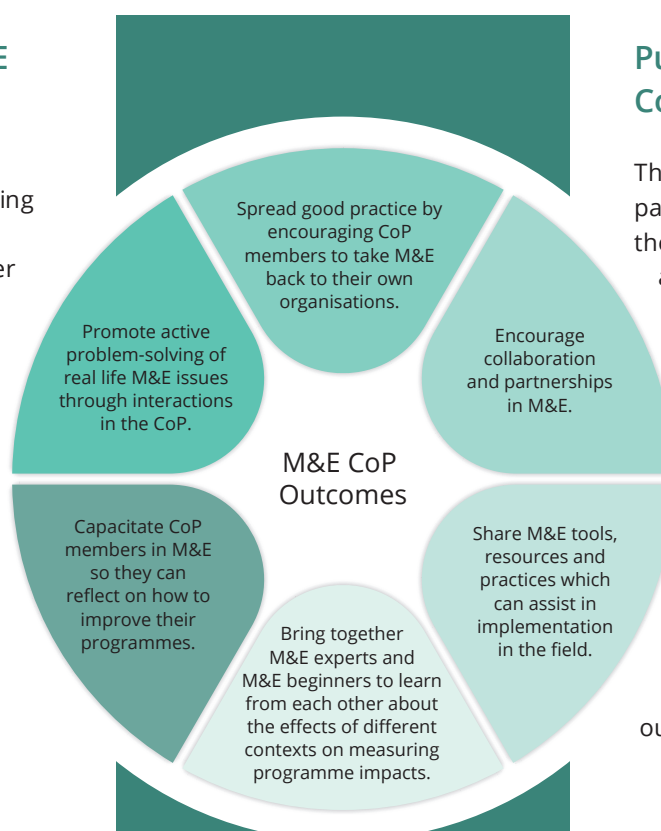 Spread good practice by
encouraging CoP
members to take M&E
back to their own
organisations.
Encourage
collaboration
and partnerships
in M&E.
Share M&E tools,
resources and
practices which
can assist in
implementation
in the field.
Bring together
M&E experts and
M&E beginners to learn
from each other about
the effects of different
contexts on measuring
programme impacts.
Capacitate CoP
members in M&E
so they can
reflect on how to
improve their
programmes.
Promote active
problem-solving of
real life M&E issues
through interactions
in the CoP.
M&E CoP
Outcomes